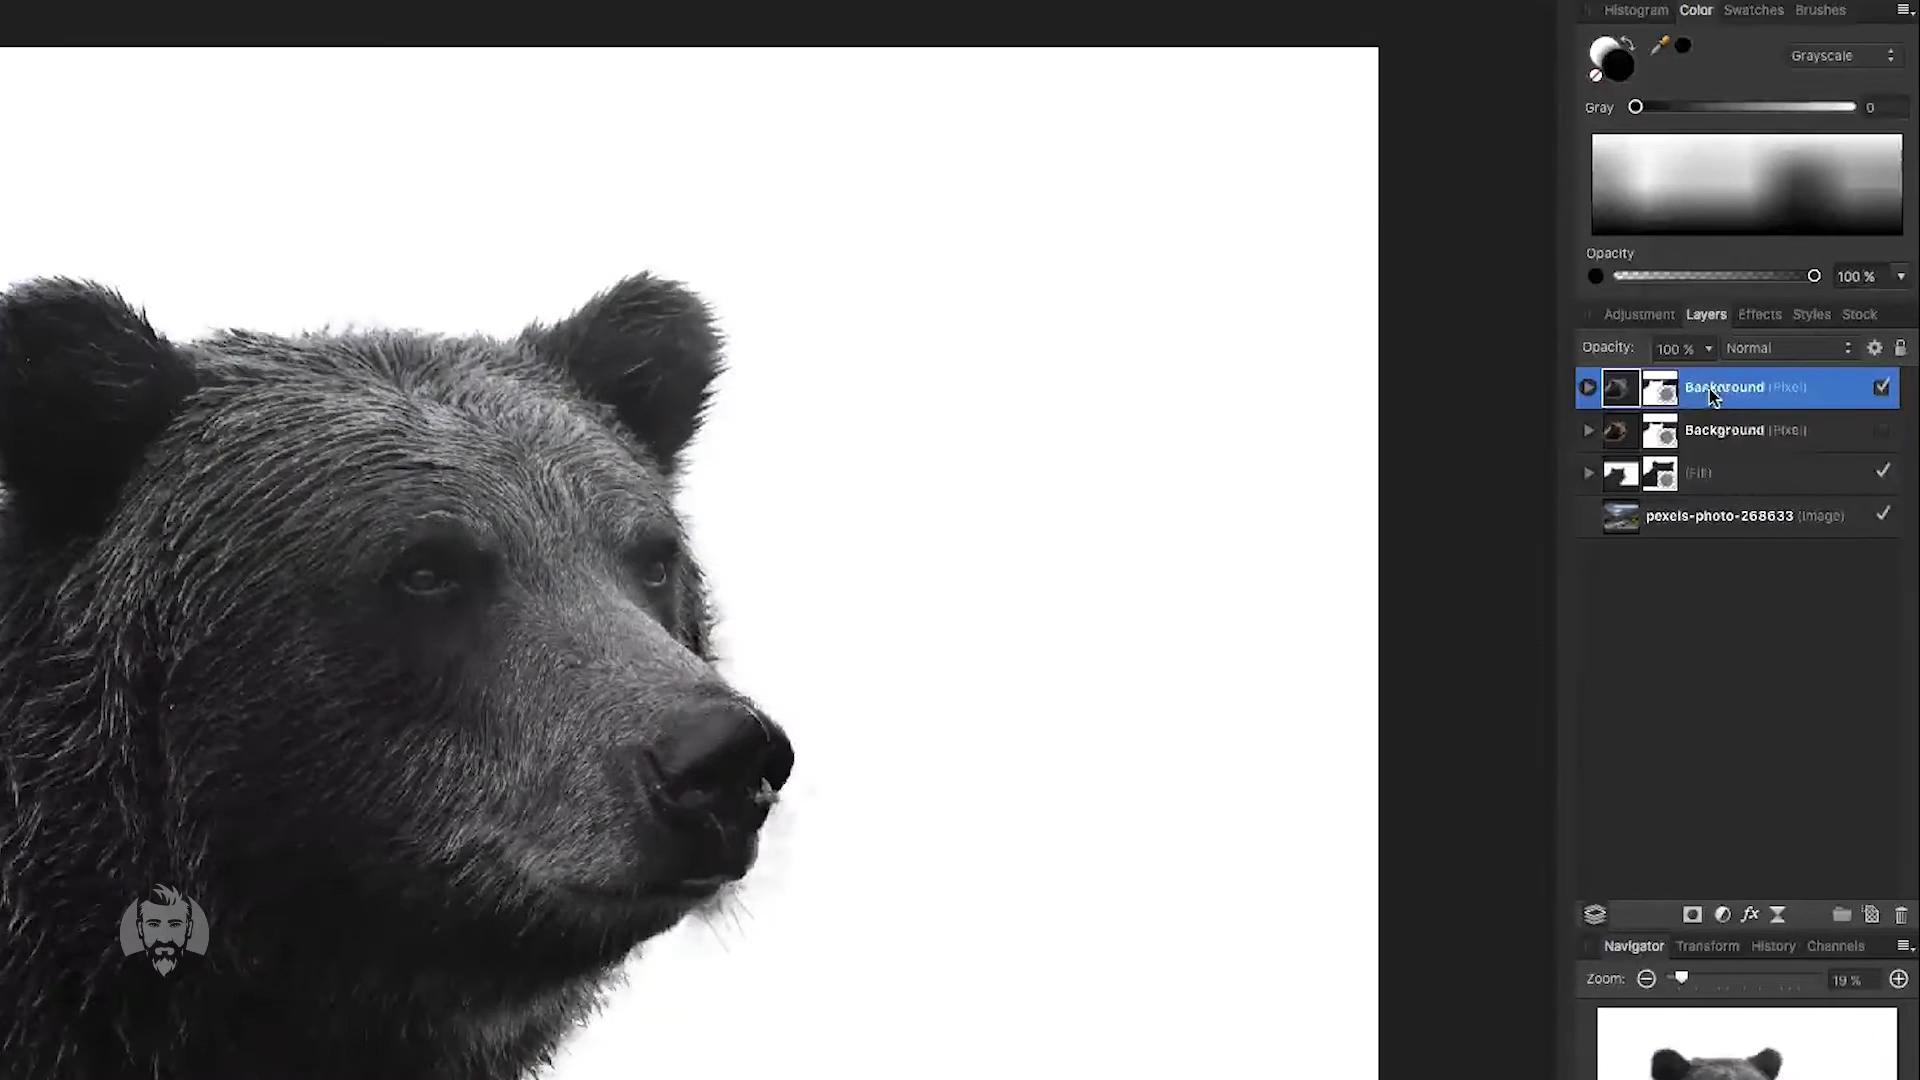 Histogram Color Swatches Brushes
Grayscale
Gray 0
Opacity
100 %
Adjustment Layers Effects Styles Stock
Opacity: 100 % Normal
Background (Pixel)
Background (Pixel)
(Fill)
pexels-photo-268633 (Image)
fx
Navigator Transform History Channels
Zoom: 19 %